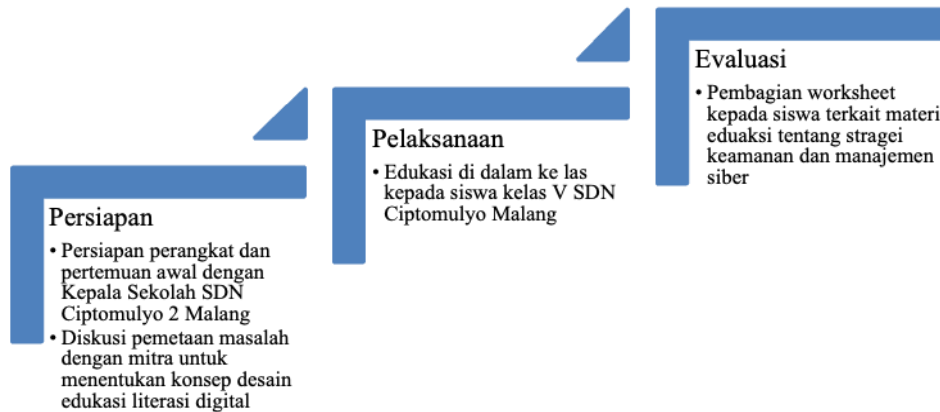 Persiapan
• Persiapan perangkat dan
pertemuan awal dengan
Kepala Sekolah SDN
Ciptomulyo 2 Malang
• Diskusi pemetaan masalah
dengan mitra untuk
menentukan konsep desain
edukasi literasi digital
Pelaksanaan
• Edukasi di dalam ke las
kepada siswa kelas V SDN
Ciptomulyo Malang
Evaluasi
• Pembagian worksheet
kepada siswa terkait materi
eduaksi tentang stragei
keamanan dan manajemen
siber